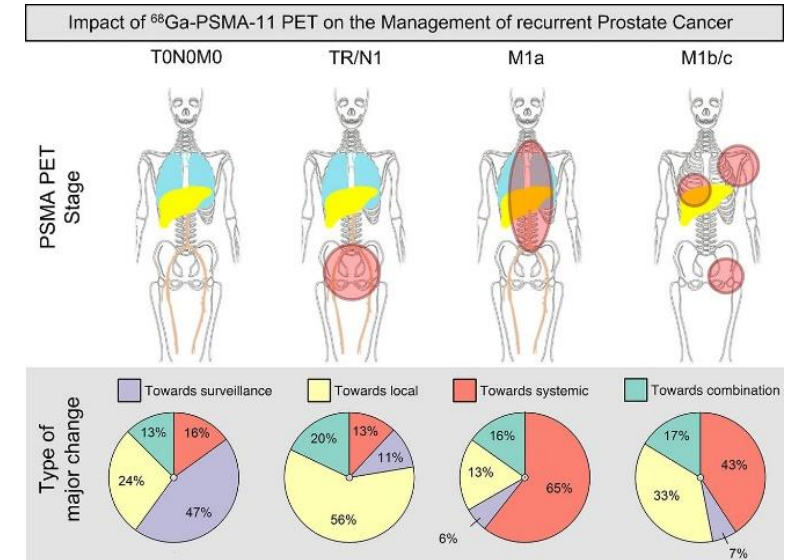 Impact of ⁶⁸Ga-PSMA-11 PET on the Management of recurrent Prostate Cancer
T0N0M0
TR/N1
M1a
M1b/c
PSMA PET
Stage
Towards surveillance
Towards local
Towards systemic
Towards combination
Type of
major change
13%
16%
24%
47%
20%
13%
11%
56%
16%
13%
65%
6%
17%
43%
33%
7%